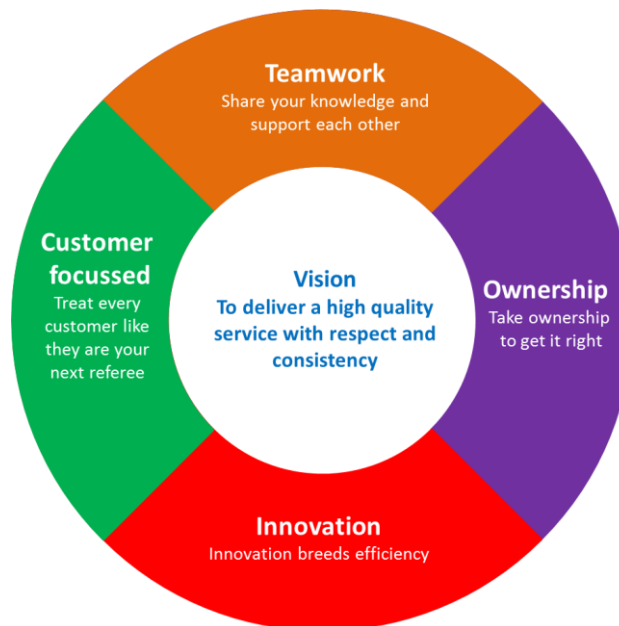 Teamwork
Share your knowledge and
support each other
Customer
focussed
Treat every
customer like
they are your
next referee
Vision
To deliver a high quality
service with respect and
consistency
Ownership
Take ownership
to get it right
Innovation
Innovation breeds efficiency